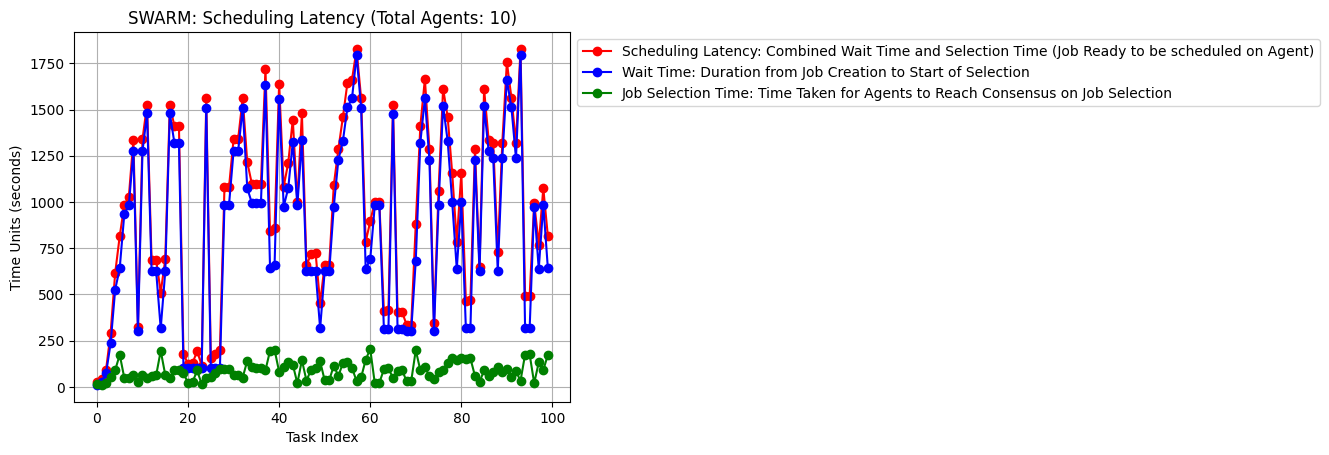 SWARM: Scheduling Latency (Total Agents: 10)
Scheduling Latency: Combined Wait Time and Selection Time (Job Ready to be scheduled on Agent)
Wait Time: Duration from Job Creation to Start of Selection
Job Selection Time: Time Taken for Agents to Reach Consensus on Job Selection
Time Units (seconds)
1750
1500
1250
1000
750
500
250
0
0 20 40 60 80 100
Task Index